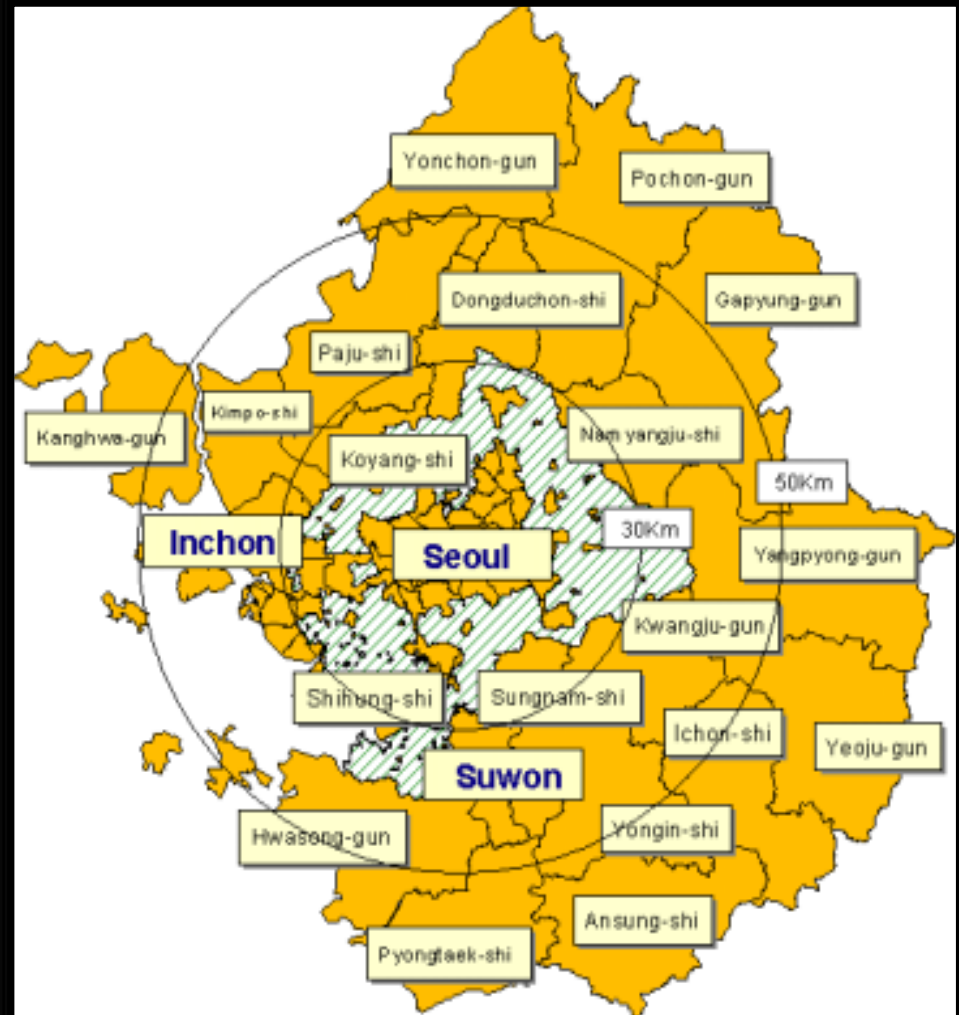 Yonchon-gun
Pochon-gun
Dongduchon-shi
Gapyung-gun
Paju-shi
Kimpo-shi
Kanghwa-gun
Nam yangju-shi
Koyang-shi
50Km
30Km
Inchon
Seoul
Yangpyong-gun
Kwangju-gun
Shihung-shi
Sungnam-shi
Ichon-shi
Yeoju-gun
Suwon
Hwasong-gun
Yongin-shi
Ansung-shi
Pyongtaek-shi